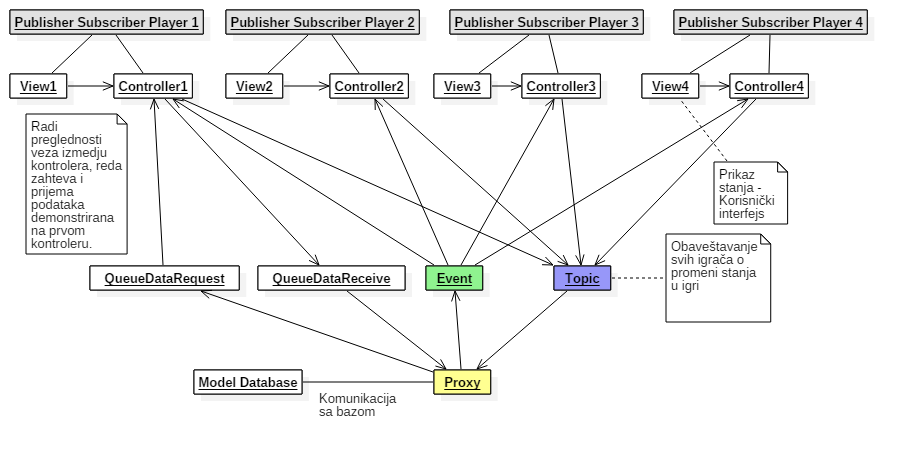 Publisher Subscriber Player 1
Publisher Subscriber Player 2
Publisher Subscriber Player 3
Publisher Subscriber Player 4
View1
Controller1
View2
Controller2
View3
Controller3
View4
Controller4
Radi
preglednosti
veza izmedju
kontrolera, reda
zahteva i
prijema
podataka
demonstrirana
na prvom
kontroleru.
Prikaz
stanja -
Korisnički
interfejs
Obaveštavanje
svih igrača o
promeni stanja
u igri
QueueDataRequest
QueueDataReceive
Event
Topic
Model Database
Proxy
Komunikacija
sa bazom